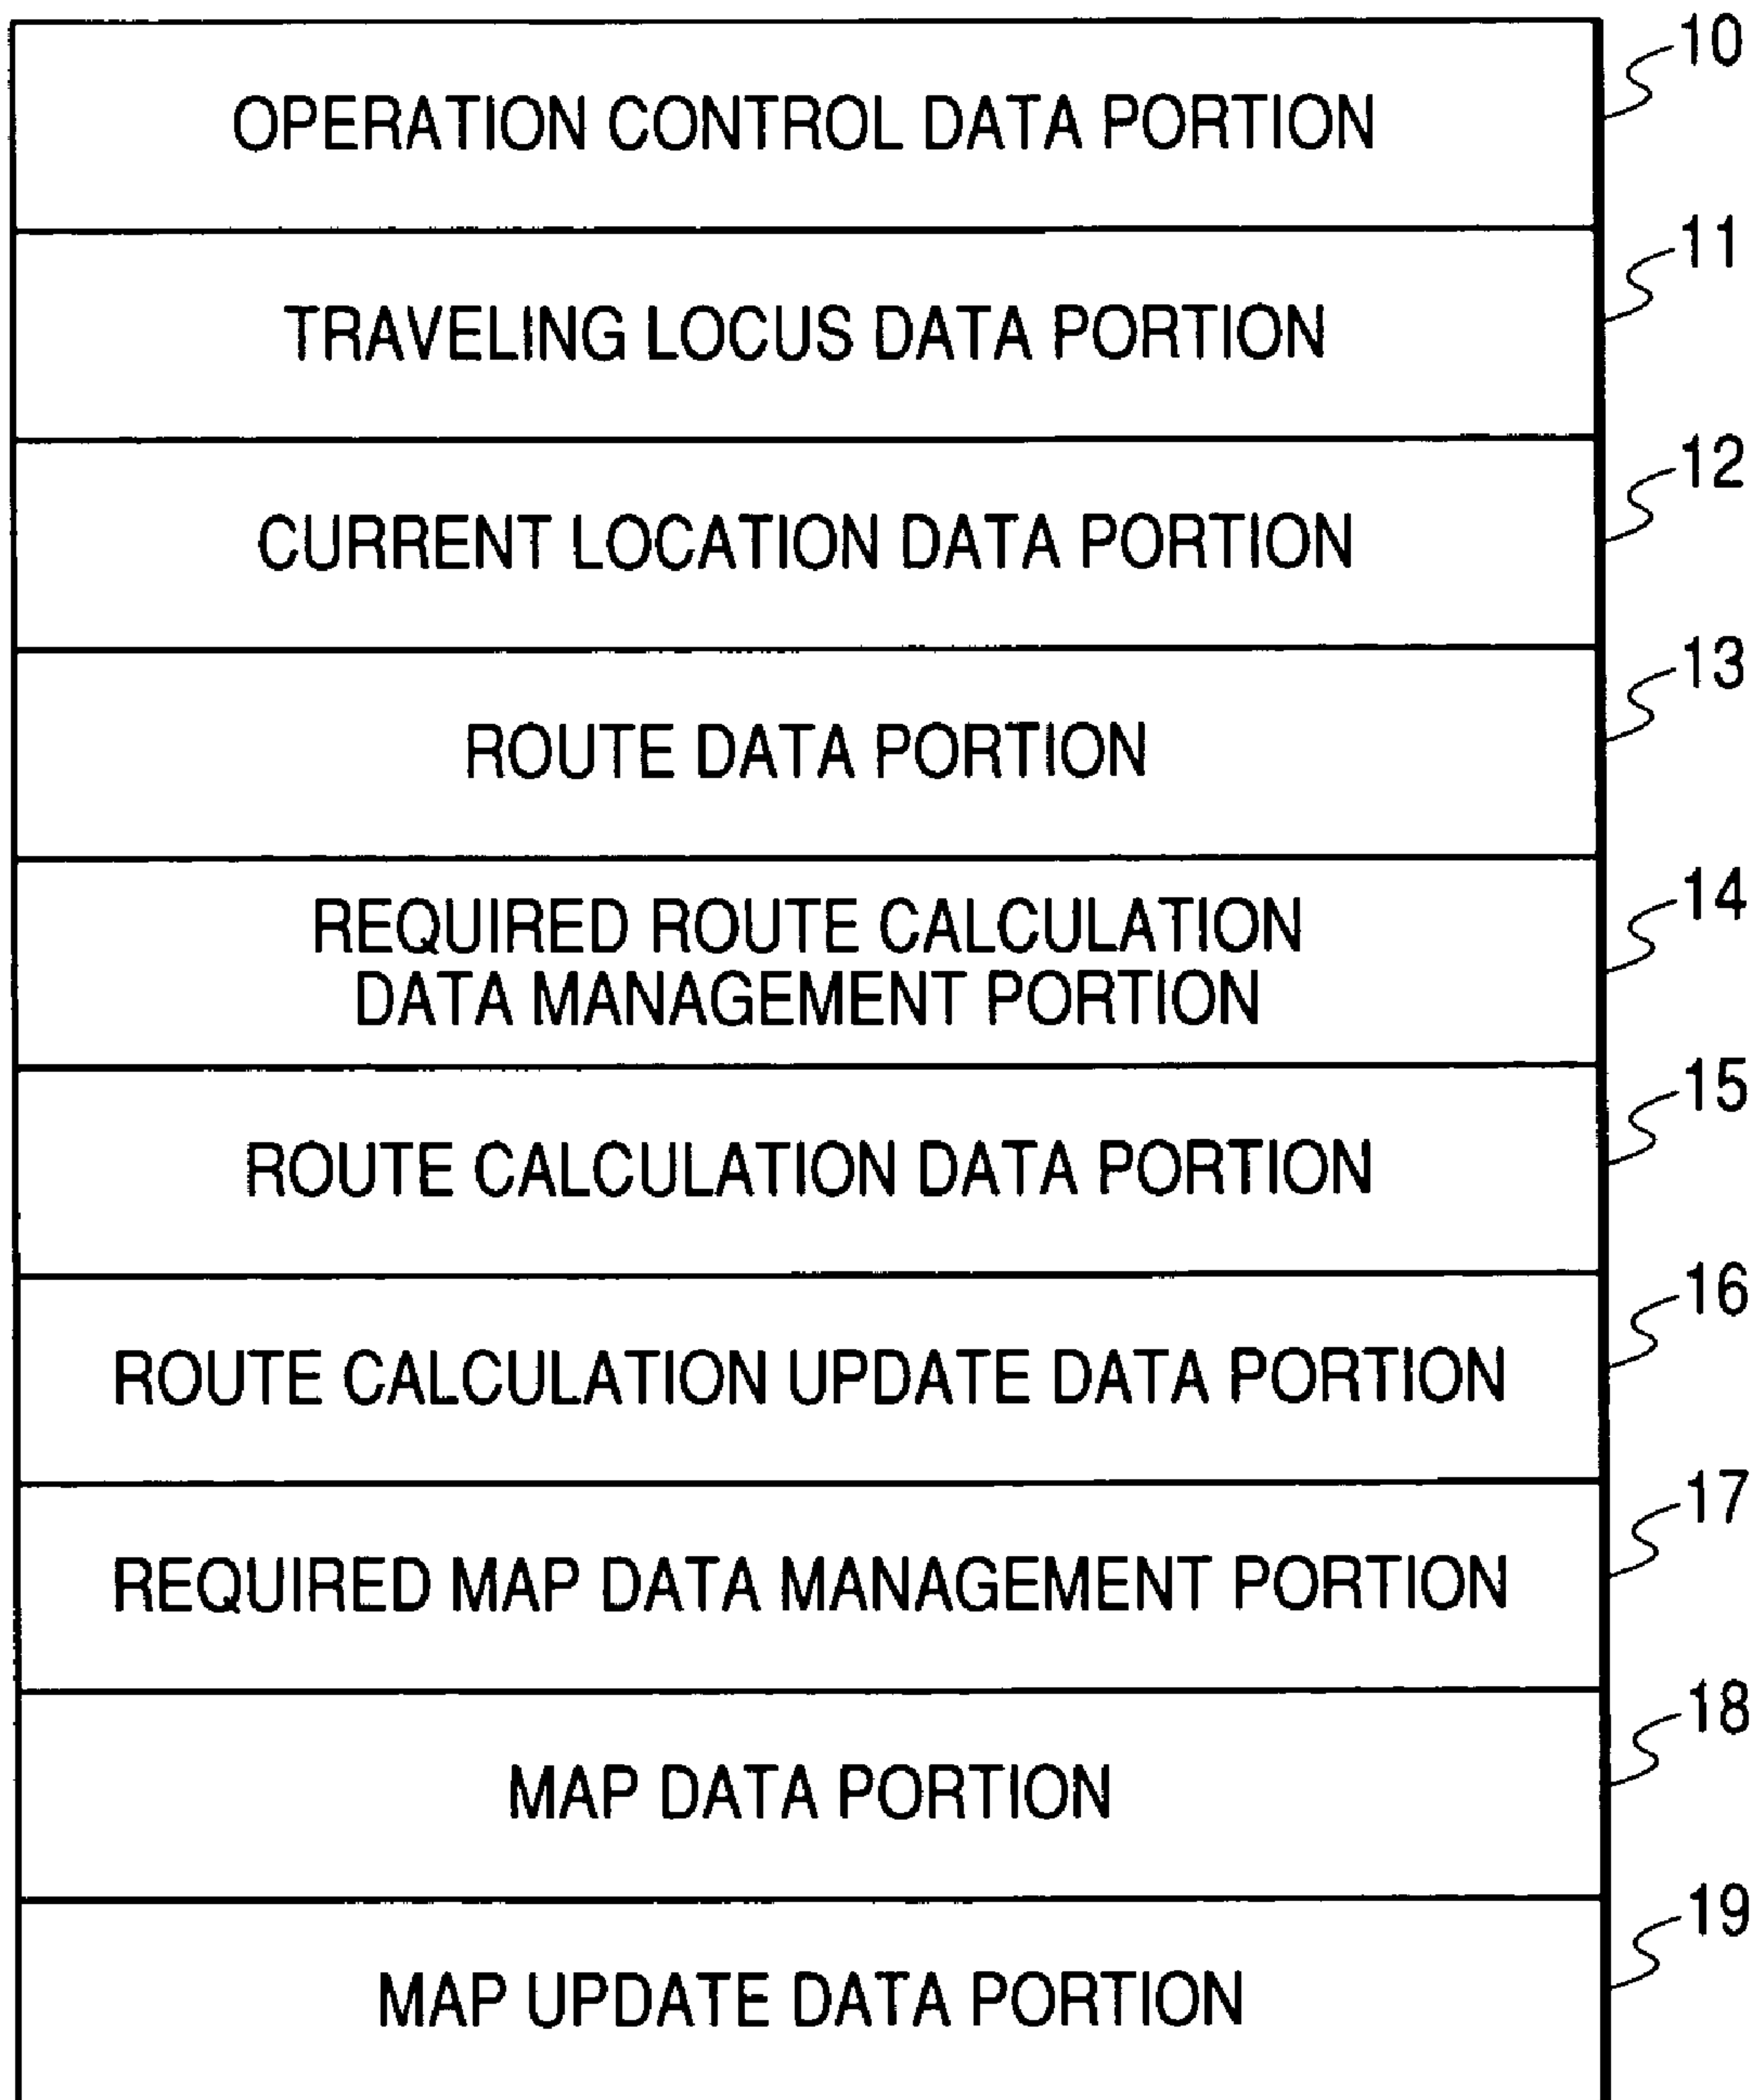 10
OPERATION CONTROL DATA PORTION
11
TRAVELING LOCUS DATA PORTION
12
CURRENT LOCATION DATA PORTION
13
ROUTE DATA PORTION
14
REQUIRED ROUTE CALCULATION
DATA MANAGEMENT PORTION
15
ROUTE CALCULATION DATA PORTION
16
ROUTE CALCULATION UPDATE DATA PORTION
17
REQUIRED MAP DATA MANAGEMENT PORTION
18
MAP DATA PORTION
19
MAP UPDATE DATA PORTION